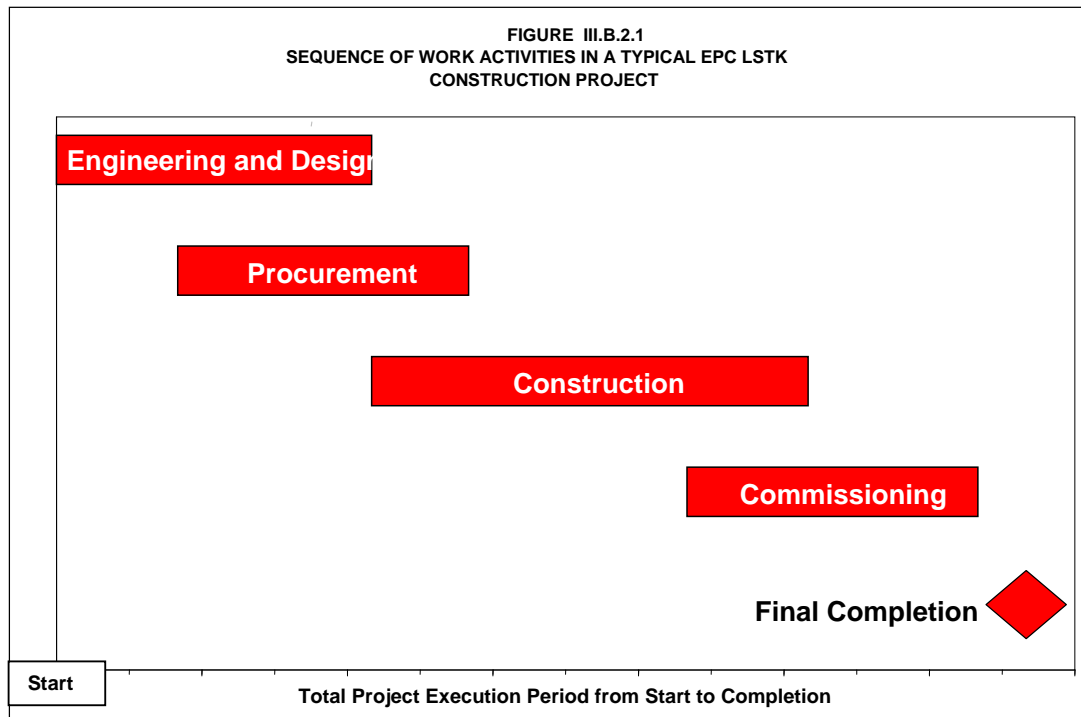 FIGURE III.B.2.1
SEQUENCE OF WORK ACTIVITIES IN A TYPICAL EPC LSTK
CONSTRUCTION PROJECT
Engineering and Design
Procurement
Construction
Commissioning
Final Completion
Start
Total Project Execution Period from Start to Completion